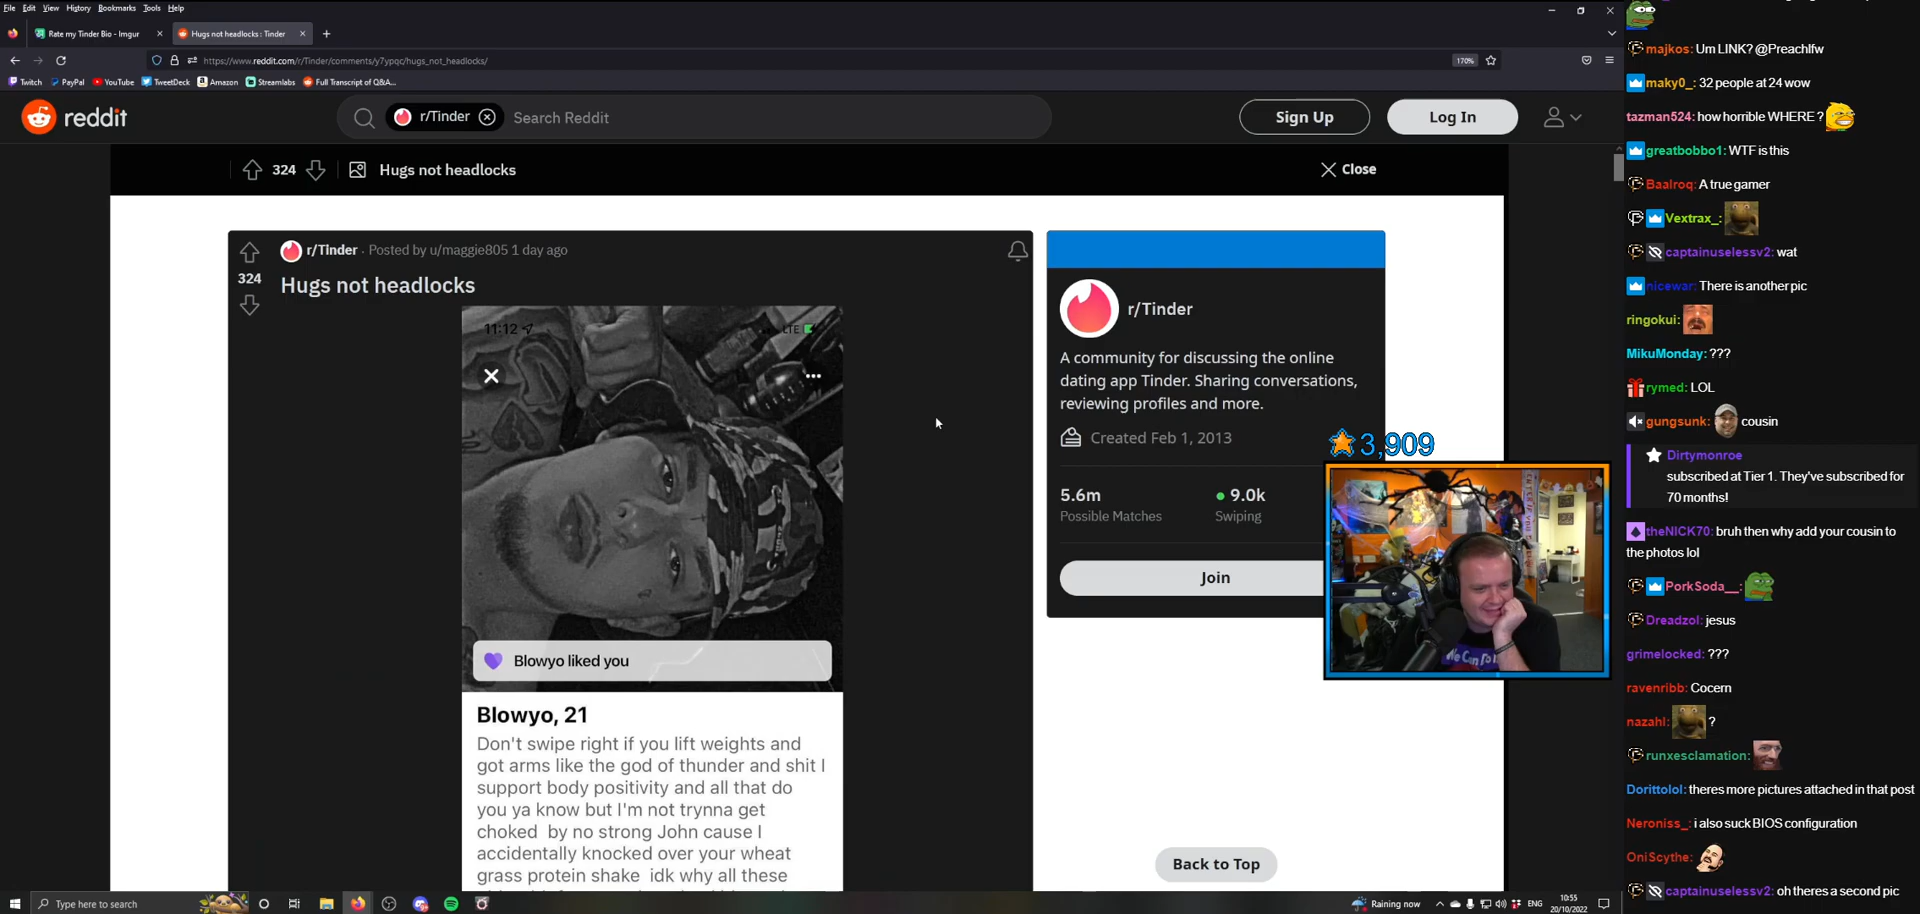 File Edit View History Bookmarks Tools Help
Rate my Tinder Bio - Imgur
Hugs not headlocks : Tinder
https://www.reddit.com/r/Tinder/comments/y7ypqc/hugs_not_headlocks/
170%
Twitch PayPal YouTube TweetDeck Amazon Streamlabs Full Transcript of Q&A...
reddit
r/Tinder
Search Reddit
Sign Up
Log In
324
Hugs not headlocks
Close
r/Tinder · Posted by u/maggie805 1 day ago
324
Hugs not headlocks
11:12
LTE
Blowyo liked you
Blowyo, 21
Don't swipe right if you lift weights and
got arms like the god of thunder and shit I
support body positivity and all that do
you ya know but I'm not trynna get
choked by no strong John cause I
accidentally knocked over your wheat
grass protein shake idk why all these
r/Tinder
A community for discussing the online
dating app Tinder. Sharing conversations,
reviewing profiles and more.
Created Feb 1, 2013
5.6m
Possible Matches
9.0k
Swiping
Join
3,909
We Can Do
Back to Top
majkos: Um LINK? @Preachlfw
maky0_: 32 people at 24 wow
tazman524: how horrible WHERE ?
greatbobbo1: WTF is this
Baalroq: A true gamer
Vextrax_:
captainuselessv2: wat
nicewar: There is another pic
ringokui:
MikuMonday: ???
rymed: LOL
gungsunk: cousin
Dirtymonroe
subscribed at Tier 1. They've subscribed for
70 months!
theNICK70: bruh then why add your cousin to
the photos lol
PorkSoda__:
Dreadzol: jesus
grimelocked: ???
ravenribb: Cocern
nazahl: ?
runxesclamation:
Dorittolol: theres more pictures attached in that post
Neroniss_: i also suck BIOS configuration
OniScythe:
captainuselessv2: oh theres a second pic
Type here to search
Raining now
ENG
10:55
20/10/2022